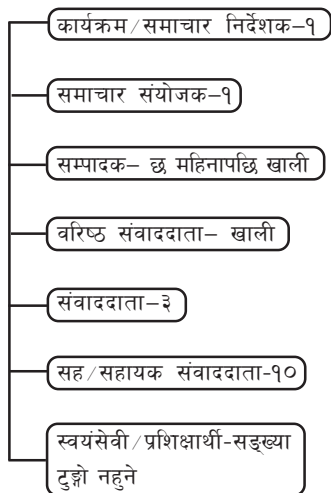 कार्यक्रम/समाचार निर्देशक–१
समाचार संयोजक–१
सम्पादक– छ महिनापछि खाली
वरिष्ठ संवाददाता– खाली
संवाददाता–३
सह/सहायक संवाददाता-१०
स्वयंसेवी/प्रशिक्षार्थी-सङ्ख्या
टुङ्गो नहुने